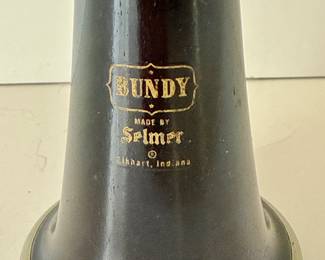 BUNDY
MADE BY
Selmer
©
Elkhart, Indiana